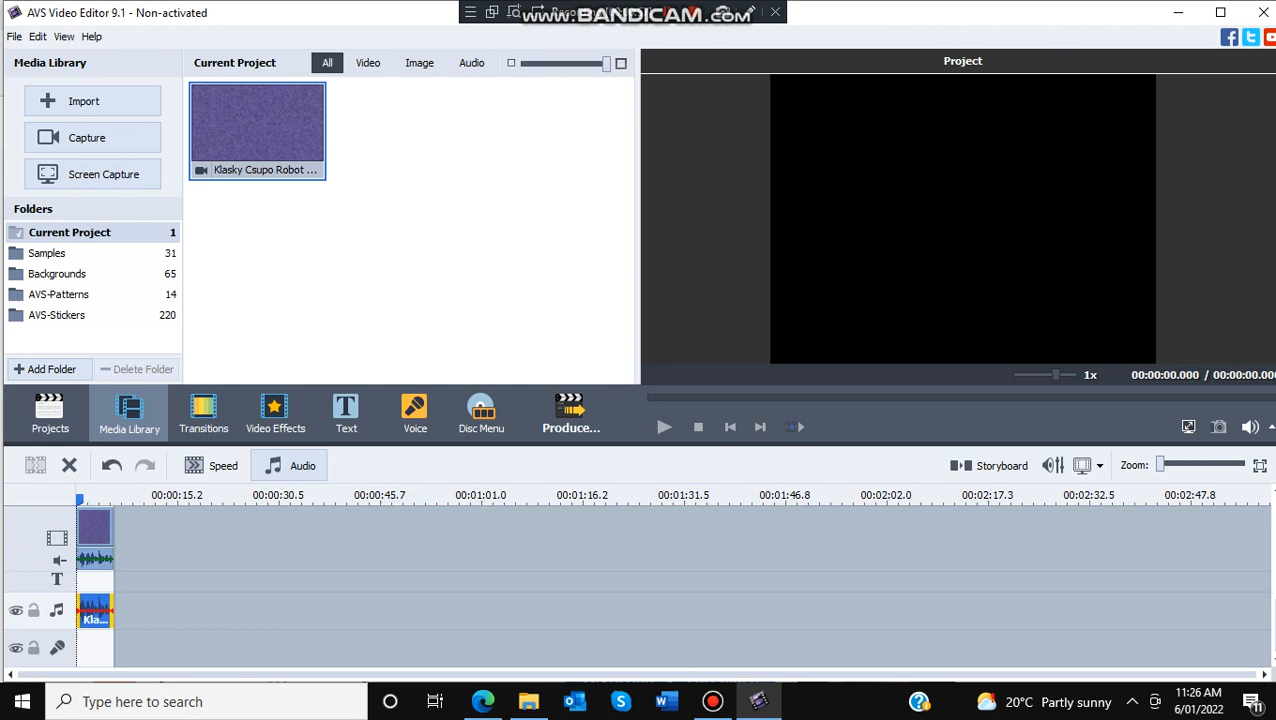 AVS Video Editor 9.1 - Non-activated
www.BANDICAM.com
File Edit View Help
Media Library
Current Project All Video Image Audio
Project
Import
Capture
Screen Capture
Klasky Csupo Robot ...
Folders
Current Project 1
Samples 31
Backgrounds 65
AVS-Patterns 14
AVS-Stickers 220
Add Folder Delete Folder
1x 00:00:00.000 / 00:00:00.000
Projects Media Library Transitions Video Effects Text Voice Disc Menu Produce...
Speed Audio Storyboard Zoom:
00:00:15.2 00:00:30.5 00:00:45.7 00:01:01.0 00:01:16.2 00:01:31.5 00:01:46.8 00:02:02.0 00:02:17.3 00:02:32.5 00:02:47.8
T
Kla...
Type here to search
20°C Partly sunny
11:26 AM
6/01/2022
11